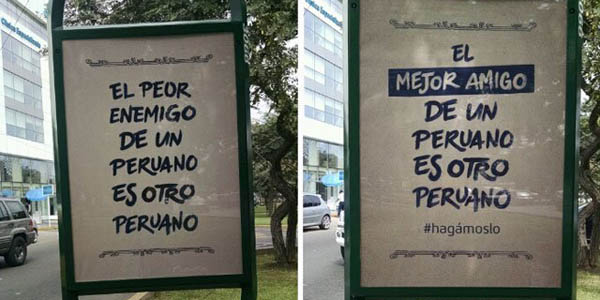 EL PEOR
ENEMIGO
DE UN
PERUANO
ES OTRO
PERUANO
EL
MEJOR AMIGO
DE UN
PERUANO
ES OTRO
PERUANO
#hagámoslo